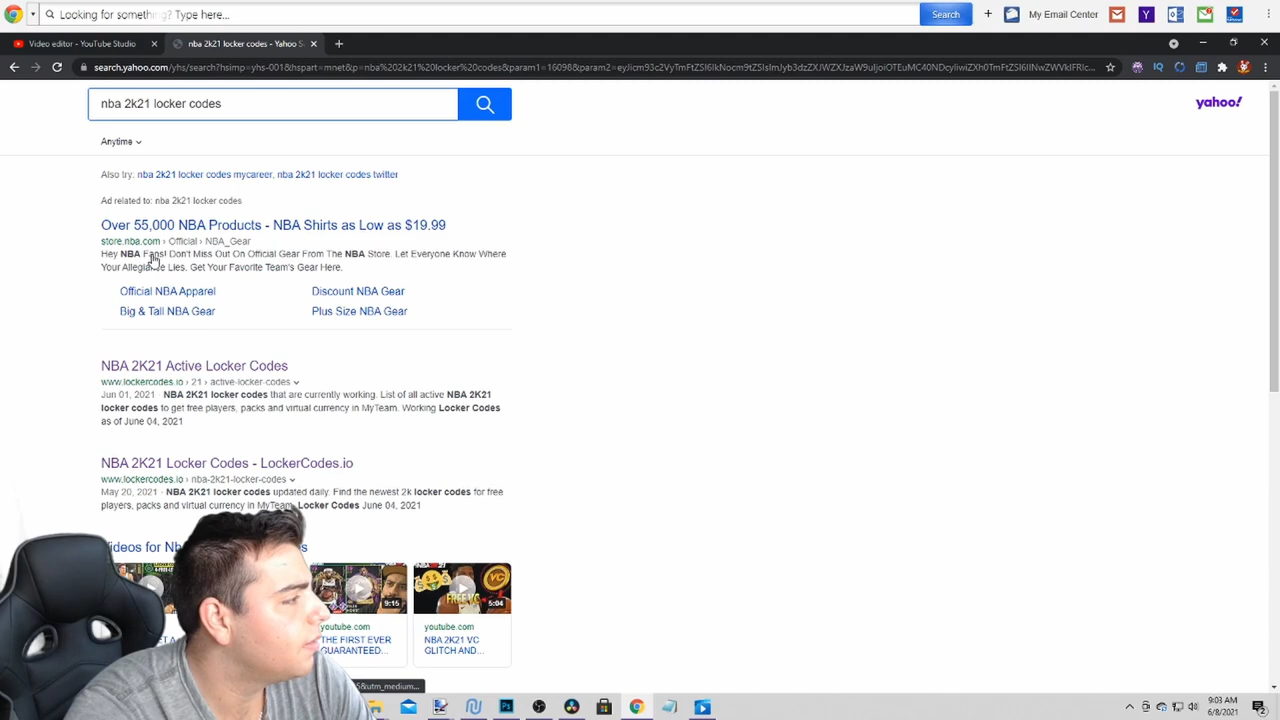 Looking for something? Type here...
Search
My Email Center
Video editor - YouTube Studio
nba 2k21 locker codes - Yahoo S
nba 2k21 locker codes
yahoo!
Anytime
Also try: nba 2k21 locker codes mycareer, nba 2k21 locker codes twitter
Ad related to: nba 2k21 locker codes
Over 55,000 NBA Products - NBA Shirts as Low as $19.99
store.nba.com › Official › NBA_Gear
Hey NBA Fans! Don't Miss Out On Official Gear From The NBA Store. Let Everyone Know Where
Your Allegiance Lies. Get Your Favorite Team's Gear Here.
Official NBA Apparel
Discount NBA Gear
Big & Tall NBA Gear
Plus Size NBA Gear
NBA 2K21 Active Locker Codes
www.lockercodes.io › 21 › active-locker-codes
Jun 01, 2021 · NBA 2K21 locker codes that are currently working. List of all active NBA 2K21
locker codes to get free players, packs and virtual currency in MyTeam. Working Locker Codes
as of June 04, 2021
NBA 2K21 Locker Codes - LockerCodes.io
www.lockercodes.io › nba-2k21-locker-codes
May 20, 2021 · NBA 2K21 locker codes updated daily. Find the newest 2k locker codes for free
players, packs and virtual currency in MyTeam. Locker Codes June 04, 2021
Videos for
9:15
5:04
youtube.com
youtube.com
THE FIRST EVER
GUARANTEED...
NBA 2K21 VC
GLITCH AND...
FREE VC
9:03 AM
6/8/2021